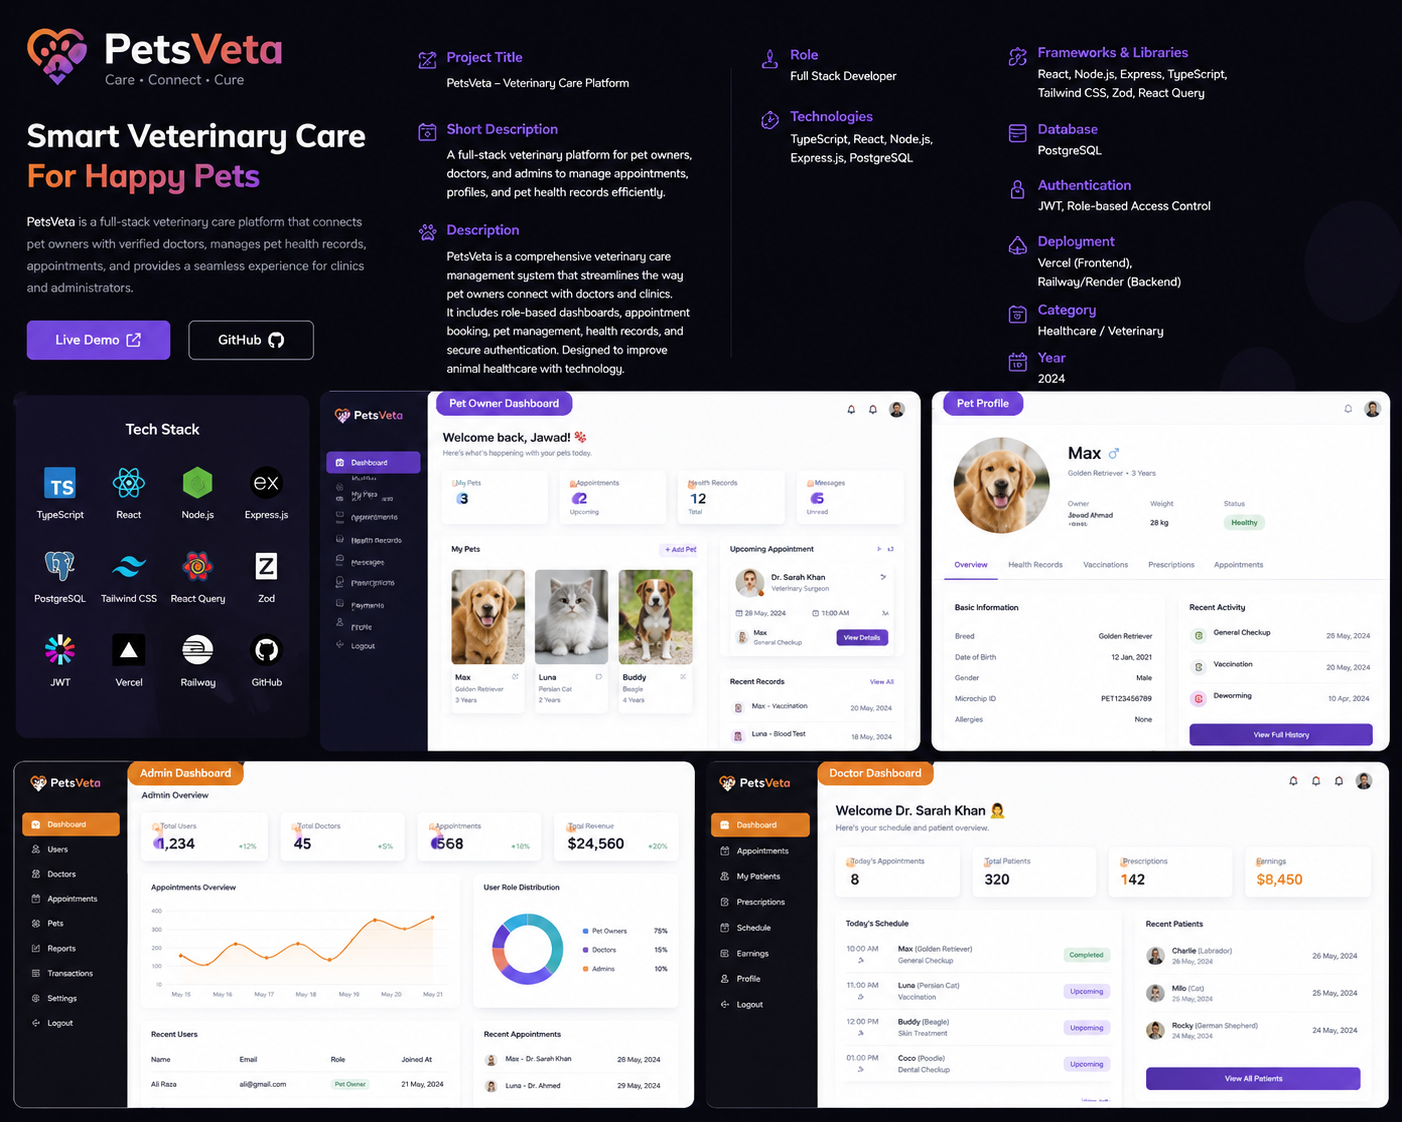 PetsVeta
Care • Connect • Cure
Smart Veterinary Care
For Happy Pets
PetsVeta is a full-stack veterinary care platform that connects
pet owners with verified doctors, manages pet health records,
appointments, and provides a seamless experience for clinics
and administrators.
Live Demo
GitHub
Project Title
PetsVeta – Veterinary Care Platform
Short Description
A full-stack veterinary platform for pet owners,
doctors, and admins to manage appointments,
profiles, and pet health records efficiently.
Description
PetsVeta is a comprehensive veterinary care
management system that streamlines the way
pet owners connect with doctors and clinics.
It includes role-based dashboards, appointment
booking, pet management, health records, and
secure authentication. Designed to improve
animal healthcare with technology.
Role
Full Stack Developer
Technologies
TypeScript, React, Node.js,
Express.js, PostgreSQL
Frameworks & Libraries
React, Node.js, Express, TypeScript,
Tailwind CSS, Zod, React Query
Database
PostgreSQL
Authentication
JWT, Role-based Access Control
Deployment
Vercel (Frontend),
Railway/Render (Backend)
Category
Healthcare / Veterinary
Year
2024
Tech Stack
TS
ex
TypeScript
React
Node.js
Express.js
Z
PostgreSQL
Tailwind CSS
React Query
Zod
JWT
Vercel
Railway
GitHub
PetsVeta
Dashboard
My Pets
Appointments
Health Records
Messages
Payments
Profile
Logout
Pet Owner Dashboard
Welcome back, Jawad!
Here's what's happening with your pets today.
My Pets
3
Appointments
2
Upcoming
Health Records
12
Total
Messages
5
Unread
My Pets
+ Add Pet
Max
Golden Retriever
3 Years
Luna
Persian Cat
2 Years
Buddy
Beagle
4 Years
Upcoming Appointment
Dr. Sarah Khan
Veterinary Surgeon
28 May, 2024
11:00 AM
Max
General Checkup
View Details
Recent Records
View All
Max - Vaccination
20 May, 2024
Luna - Blood Test
18 May, 2024
Pet Profile
Max
Golden Retriever • 3 Years
Owner
Jawad Ahmad
Weight
28 kg
Status
Healthy
Overview
Health Records
Vaccinations
Prescriptions
Appointments
Basic Information
Breed
Golden Retriever
Date of Birth
12 Jan, 2021
Gender
Male
Microchip ID
PET123456789
Allergies
None
Recent Activity
General Checkup
25 May, 2024
Vaccination
20 May, 2024
Deworming
10 Apr, 2024
View Full History
PetsVeta
Dashboard
Users
Doctors
Appointments
Pets
Reports
Transactions
Settings
Logout
Admin Dashboard
Admin Overview
Total Users
1,234
+12%
Total Doctors
45
+5%
Appointments
568
+18%
Total Revenue
$24,560
+20%
Appointments Overview
400
300
200
100
May 15
May 16
May 17
May 18
May 19
May 20
May 21
User Role Distribution
Pet Owners
75%
Doctors
15%
Admins
10%
Recent Users
Name
Email
Role
Joined At
Ali Raza
ali@gmail.com
Pet Owner
21 May, 2024
Recent Appointments
Max - Dr. Sarah Khan
28 May, 2024
Luna - Dr. Ahmed
29 May, 2024
PetsVeta
Dashboard
Appointments
My Patients
Prescriptions
Schedule
Earnings
Profile
Logout
Doctor Dashboard
Welcome Dr. Sarah Khan
Here's your schedule and patient overview.
Today's Appointments
8
Total Patients
320
Prescriptions
142
Earnings
$8,450
Today's Schedule
10:00 AM
Max (Golden Retriever)
General Checkup
Completed
11:00 AM
Luna (Persian Cat)
Vaccination
Upcoming
12:00 PM
Buddy (Beagle)
Skin Treatment
Upcoming
01:00 PM
Coco (Poodle)
Dental Checkup
Upcoming
Recent Patients
Charlie (Labrador)
26 May, 2024
26 May, 2024
Milo (Cat)
25 May, 2024
25 May, 2024
Rocky (German Shepherd)
24 May, 2024
24 May, 2024
View All Patients